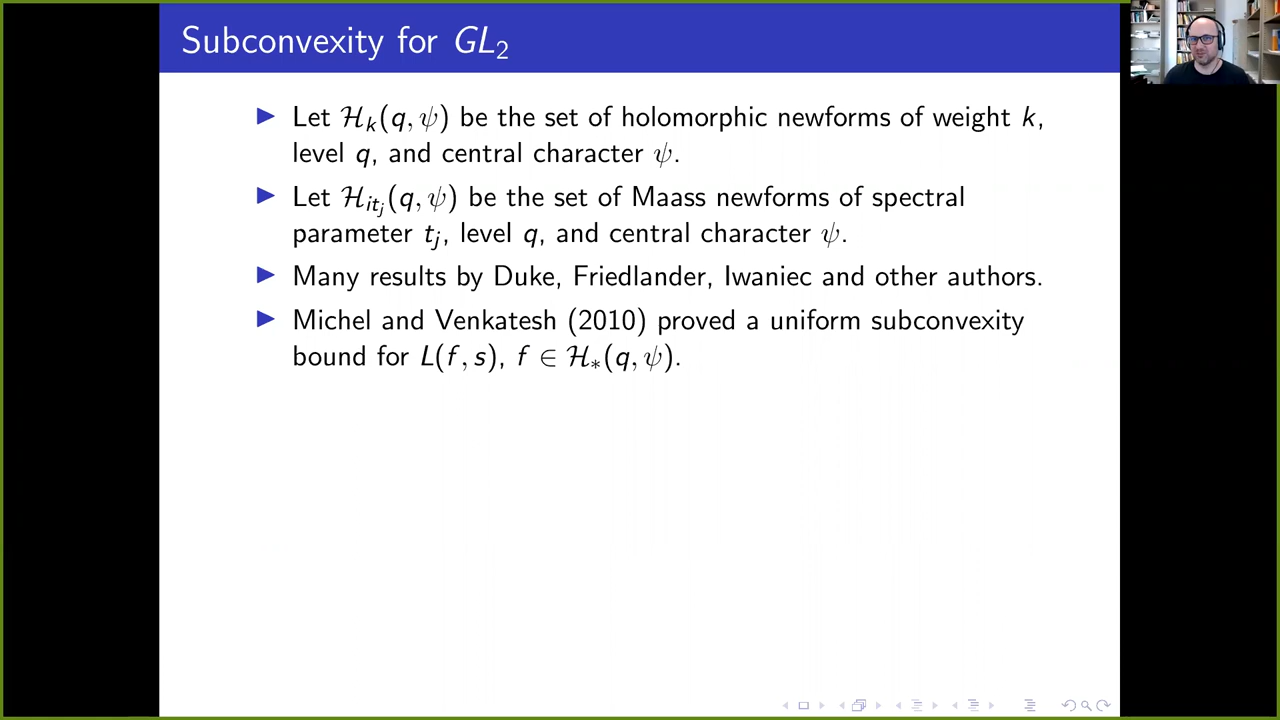 Subconvexity for GL₂
▶ Let ℋₖ(q, ψ) be the set of holomorphic newforms of weight k,
level q, and central character ψ.
▶ Let ℋ_{it_j}(q, ψ) be the set of Maass newforms of spectral
parameter t_j, level q, and central character ψ.
▶ Many results by Duke, Friedlander, Iwaniec and other authors.
▶ Michel and Venkatesh (2010) proved a uniform subconvexity
bound for L(f, s), f ∈ ℋ_*(q, ψ).